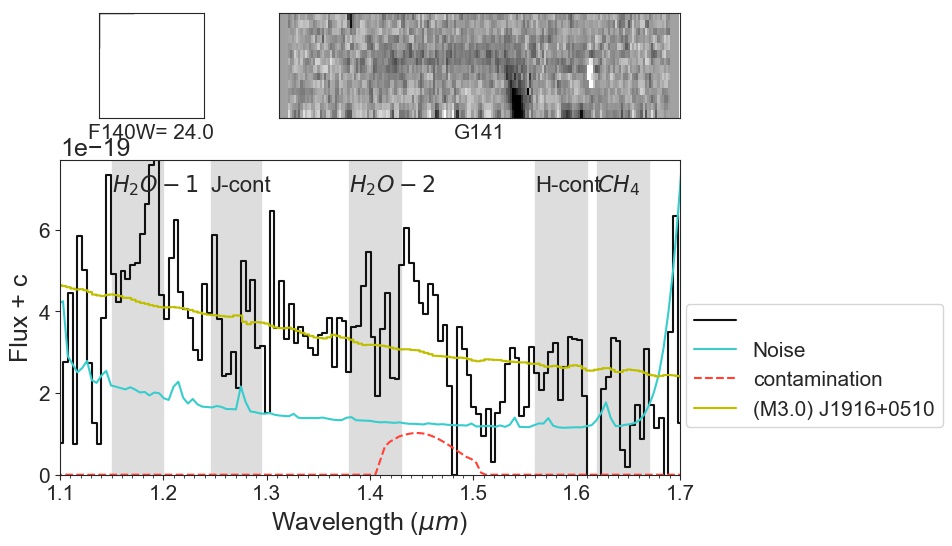 F140W= 24.0
G141
1e−19
H₂O − 1 J-cont H₂O − 2 H-cont CH₄
6
4
2
0
Flux + c
1.1 1.2 1.3 1.4 1.5 1.6 1.7
Wavelength (μm)
Noise
contamination
(M3.0) J1916+0510